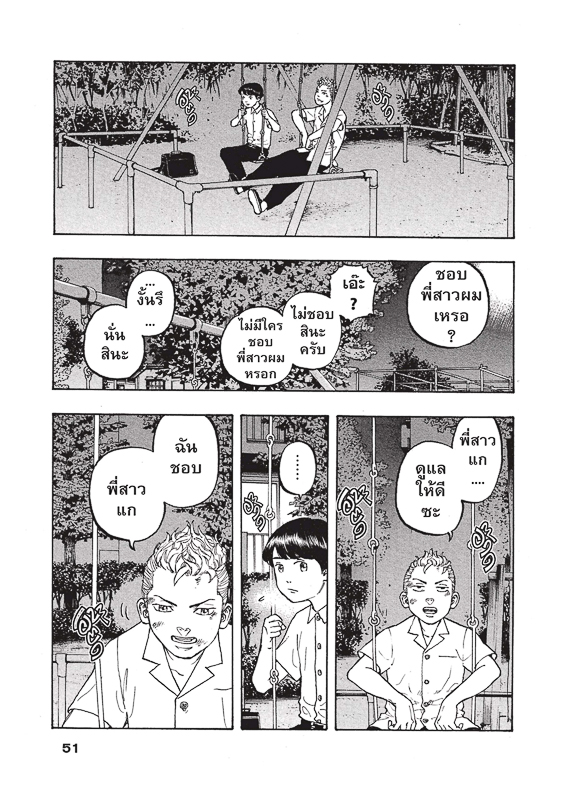 ชอบ
พี่สาวผม
เหรอ
?
เอ๊ะ
?
ไม่ชอบ
สินะ
ครับ
ไม่มีใคร
ชอบ
พี่สาวผม
หรอก
...
งั้นรึ
...
นั่น
สินะ
พี่สาว
แก
....
ดูแล
ให้ดี
ซะ
......
ฉัน
ชอบ
พี่สาว
แก
51